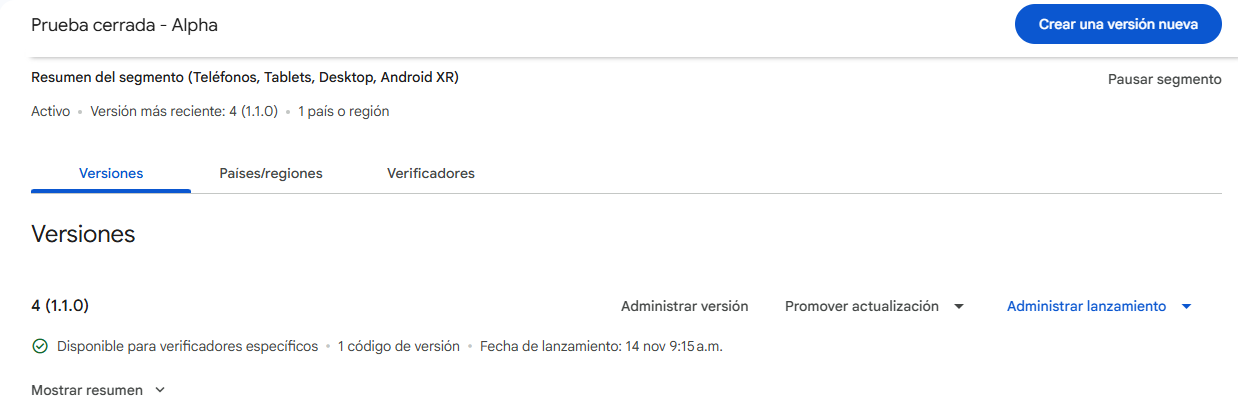 Prueba cerrada - Alpha
Crear una versión nueva
Resumen del segmento (Teléfonos, Tablets, Desktop, Android XR)
Pausar segmento
Activo • Versión más reciente: 4 (1.1.0) • 1 país o región
Versiones Países/regiones Verificadores
Versiones
4 (1.1.0) Administrar versión Promover actualización Administrar lanzamiento
Disponible para verificadores específicos • 1 código de versión • Fecha de lanzamiento: 14 nov 9:15 a.m.
Mostrar resumen